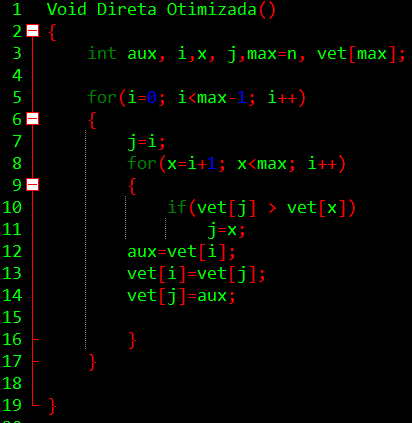 1 Void Direta Otimizada()
2 {
3 int aux, i,x, j,max=n, vet[max];
4
5 for(i=0; i<max-1; i++)
6 {
7 j=i;
8 for(x=i+1; x<max; i++)
9 {
10 if(vet[j] > vet[x])
11 j=x;
12 aux=vet[i];
13 vet[i]=vet[j];
14 vet[j]=aux;
15
16 }
17 }
18
19 }